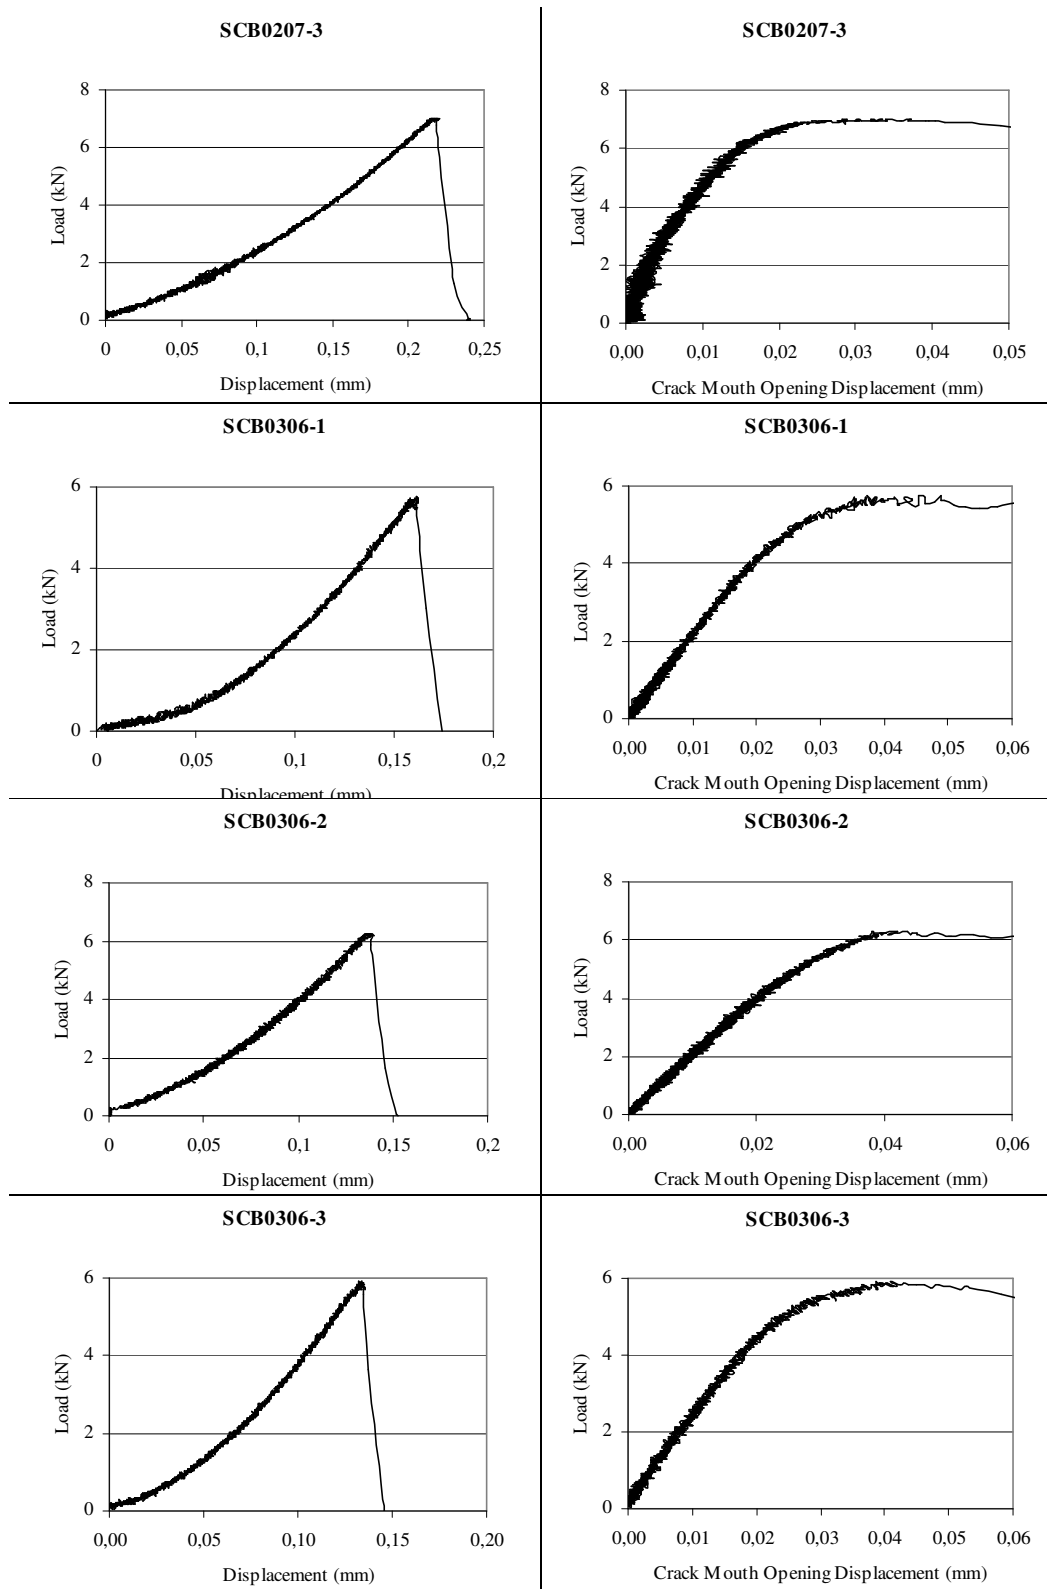 SCB0207-3
8
6
4
2
0
Load (kN)
0 0,05 0,1 0,15 0,2 0,25
Displacement (mm)
SCB0207-3
8
6
4
2
0
Load (kN)
0,00 0,01 0,02 0,03 0,04 0,05
Crack Mouth Opening Displacement (mm)
SCB0306-1
6
4
2
0
Load (kN)
0 0,05 0,1 0,15 0,2
Displacement (mm)
SCB0306-1
6
4
2
0
Load (kN)
0,00 0,01 0,02 0,03 0,04 0,05 0,06
Crack Mouth Opening Displacement (mm)
SCB0306-2
8
6
4
2
0
Load (kN)
0 0,05 0,1 0,15 0,2
Displacement (mm)
SCB0306-2
8
6
4
2
0
Load (kN)
0,00 0,02 0,04 0,06
Crack Mouth Opening Displacement (mm)
SCB0306-3
6
4
2
0
Load (kN)
0,00 0,05 0,10 0,15 0,20
Displacement (mm)
SCB0306-3
6
4
2
0
Load (kN)
0,00 0,01 0,02 0,03 0,04 0,05 0,06
Crack Mouth Opening Displacement (mm)